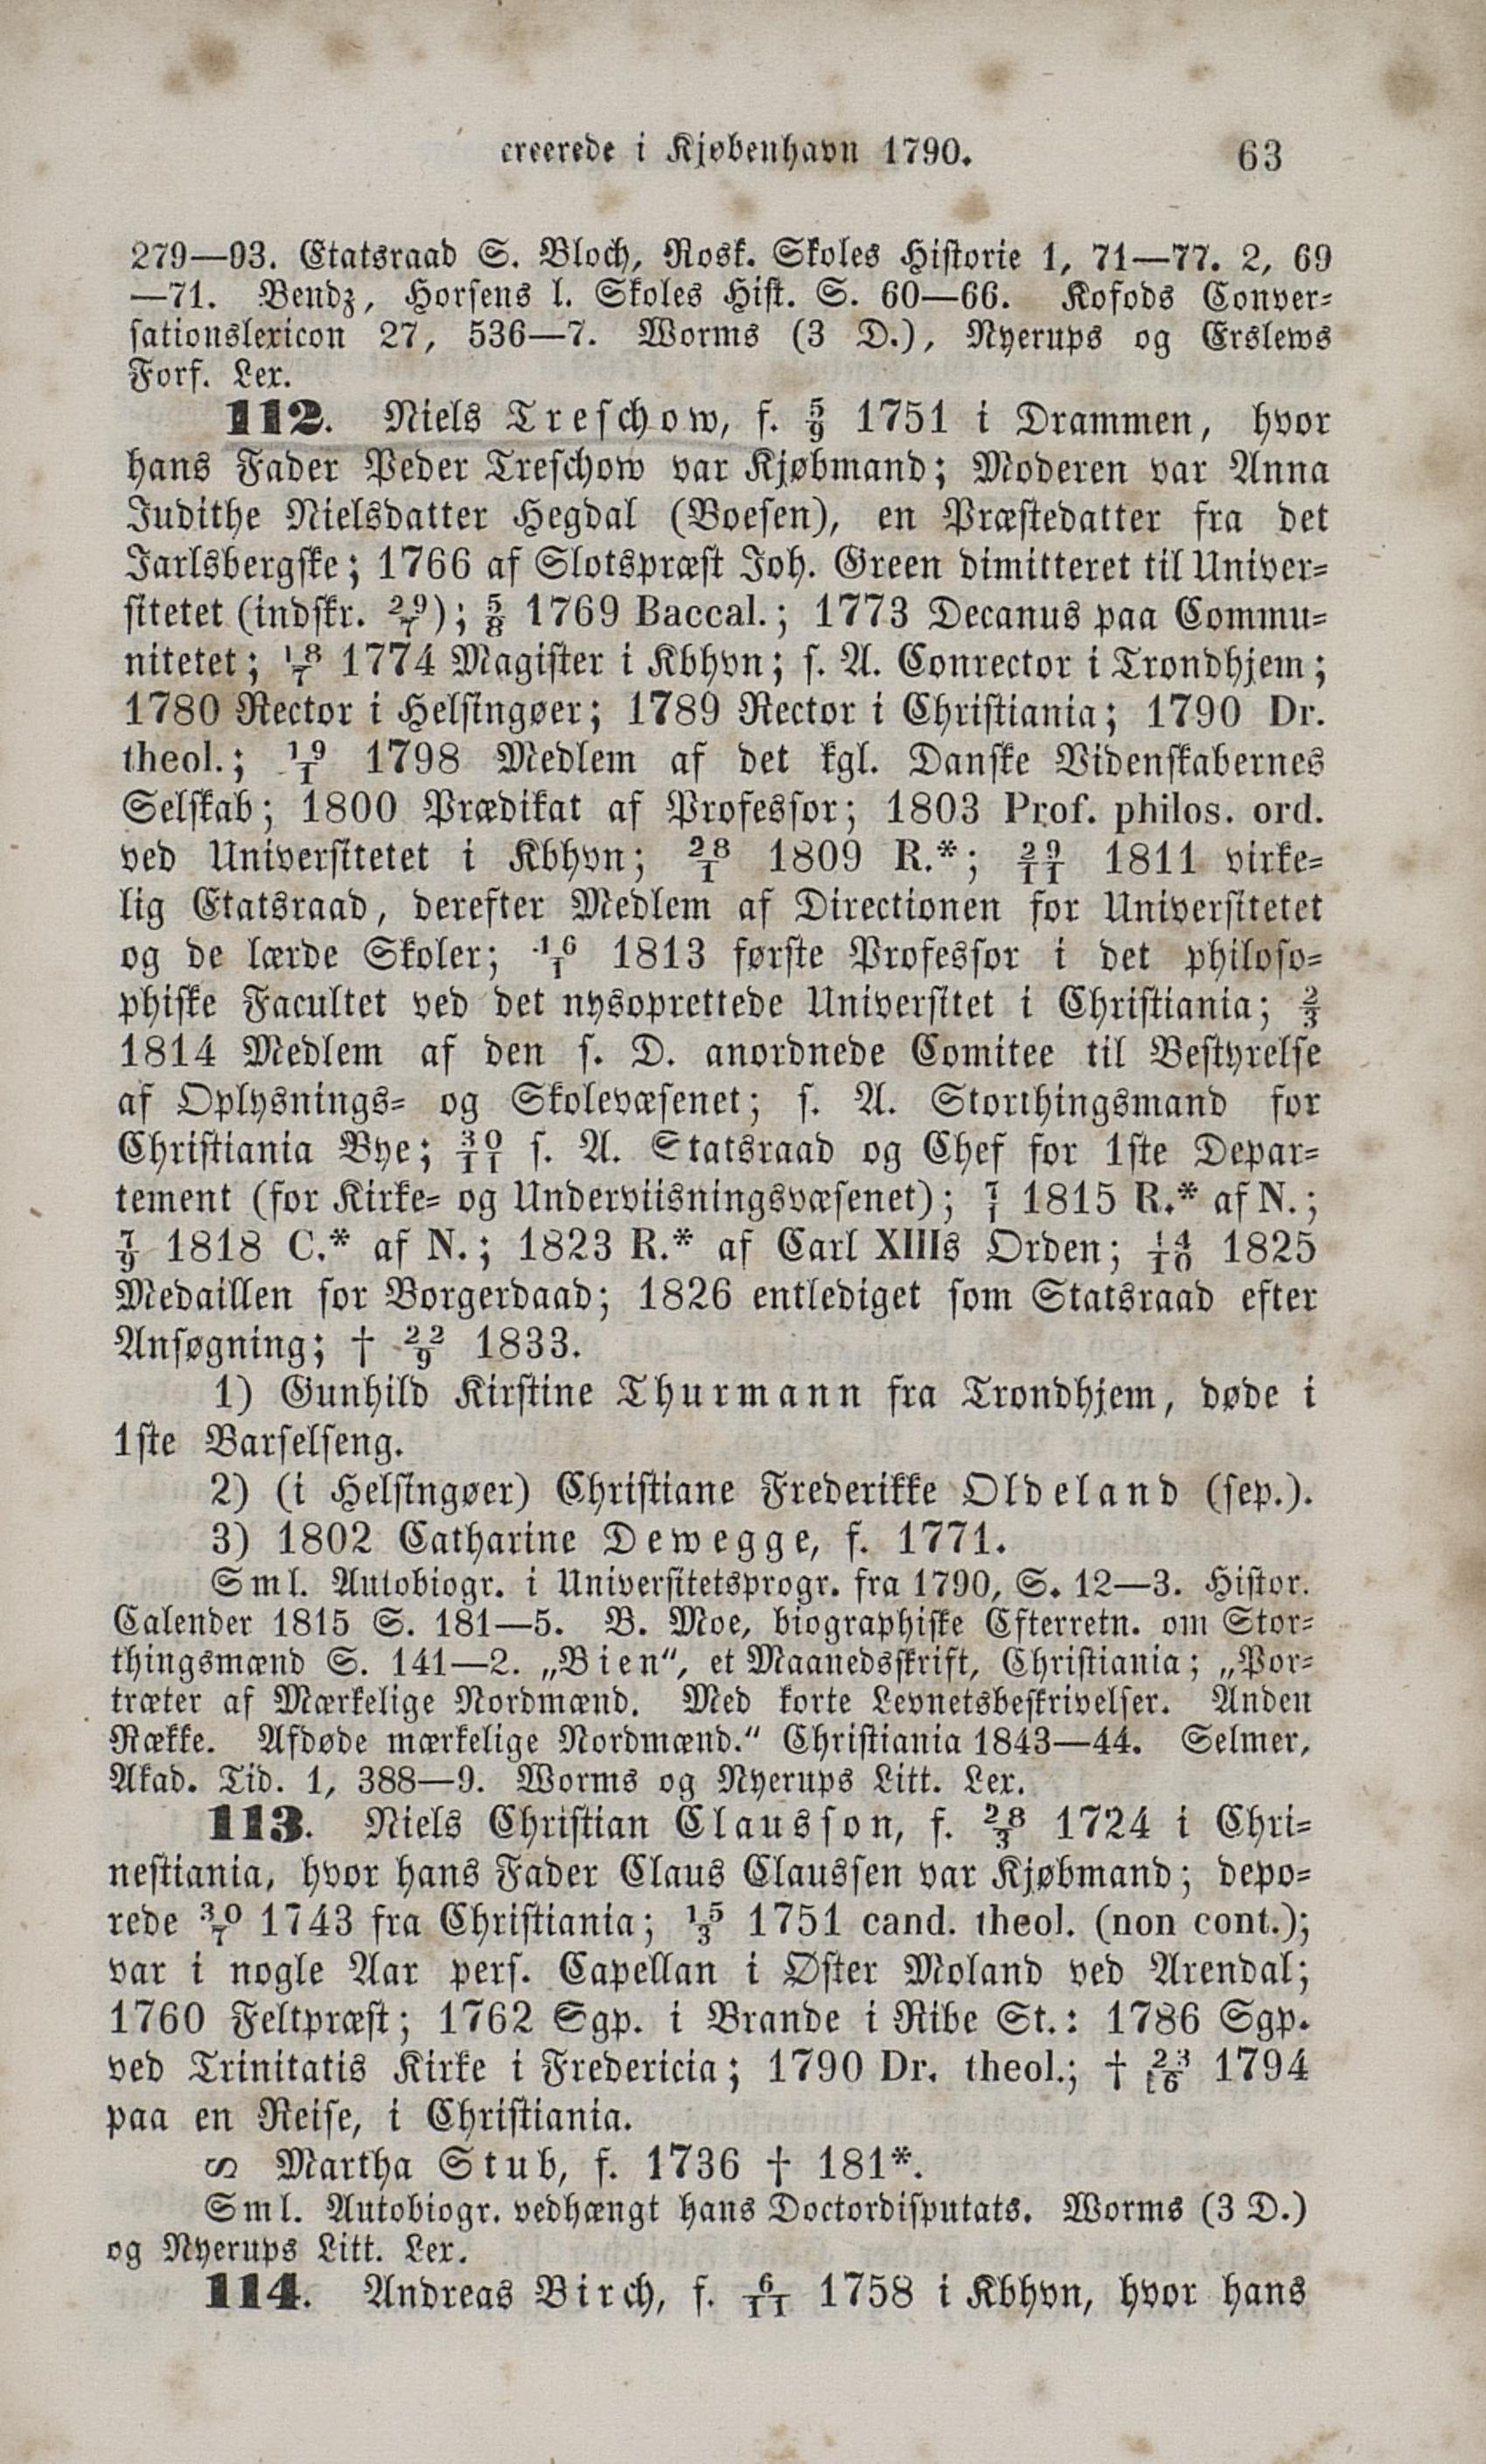 creerede i Kjøbenhavn 1790. 63
279—93. Etatsraad S. Bloch, Rosk. Skoles Historie 1, 71—77. 2, 69
—71. Bendz, Horsens l. Skoles Hist. S. 60—66. Kofods Conver-
sationslexicon 27, 536—7. Worms (3 D.), Nyerups og Erslews
Forf. Lex.
112. Niels Treschow, f. 5/9 1751 i Drammen, hvor
hans Fader Peder Treschow var Kjøbmand; Moderen var Anna
Judithe Nielsdatter Hegdal (Boesen), en Præstedatter fra det
Jarlsbergske; 1766 af Slotspræst Joh. Green dimitteret til Univer-
sitetet (indskr. 29/7); 5/8 1769 Baccal.; 1773 Decanus paa Commu-
nitetet; 18/7 1774 Magister i Kbhvn; s. A. Conrector i Trondhjem;
1780 Rector i Helsingøer; 1789 Rector i Christiania; 1790 Dr.
theol.; 19/1 1798 Medlem af det kgl. Danske Videnskabernes
Selskab; 1800 Prædikat af Professor; 1803 Prof. philos. ord.
ved Universitetet i Kbhvn; 28/1 1809 R.*; 29/11 1811 virke-
lig Etatsraad, derefter Medlem af Directionen for Universitetet
og de lærde Skoler; 16/1 1813 første Professor i det philoso-
phiske Facultet ved det nysoprettede Universitet i Christiania; 2/3
1814 Medlem af den s. D. anordnede Comitee til Bestyrelse
af Oplysnings- og Skolevæsenet; s. A. Storthingsmand for
Christiania Bye; 30/11 s. A. Statsraad og Chef for 1ste Depar-
tement (for Kirke- og Underviisningsvæsenet); 7/1 1815 R.* af N.;
7/9 1818 C.* af N.; 1823 R.* af Carl XIIIs Orden; 14/10 1825
Medaillen for Borgerdaad; 1826 entlediget som Statsraad efter
Ansøgning; † 22/9 1833.
1) Gunhild Kirstine Thurmann fra Trondhjem, døde i
1ste Barselseng.
2) (i Helsingøer) Christiane Frederikke Oldeland (sep.).
3) 1802 Catharine Dewegge, f. 1771.
Sml. Autobiogr. i Universitetsprogr. fra 1790, S. 12—3. Histor.
Calender 1815 S. 181—5. B. Moe, biographiske Efterretn. om Stor-
thingsmænd S. 141—2. „Bien“, et Maanedsskrift, Christiania; „Por-
træter af Mærkelige Nordmænd. Med korte Levnetsbeskrivelser. Anden
Række. Afdøde mærkelige Nordmænd.“ Christiania 1843—44. Selmer,
Akad. Tid. 1, 388—9. Worms og Nyerups Litt. Lex.
113. Niels Christian Clausson, f. 28/3 1724 i Chri-
nestiania, hvor hans Fader Claus Claussen var Kjøbmand; depo-
rede 30/7 1743 fra Christiania; 15/3 1751 cand. theol. (non cont.);
var i nogle Aar pers. Capellan i Øster Moland ved Arendal;
1760 Feltpræst; 1762 Sgp. i Brande i Ribe St.: 1786 Sgp.
ved Trinitatis Kirke i Fredericia; 1790 Dr. theol.; † 23/10 1794
paa en Reise, i Christiania.
∽ Martha Stub, f. 1736 † 181*.
Sml. Autobiogr. vedhængt hans Doctordisputats. Worms (3 D.)
og Nyerups Litt. Lex.
114. Andreas Birch, f. 6/11 1758 i Kbhvn, hvor hans